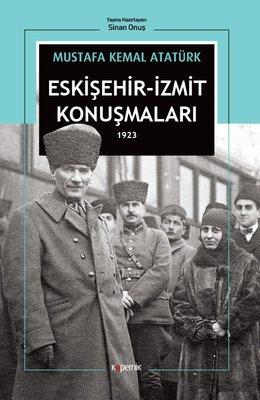 Yayına Hazırlayan:
Sinan Onuş
MUSTAFA KEMAL ATATÜRK
ESKİŞEHİR-İZMİT
KONUŞMALARI
1923
kopernik